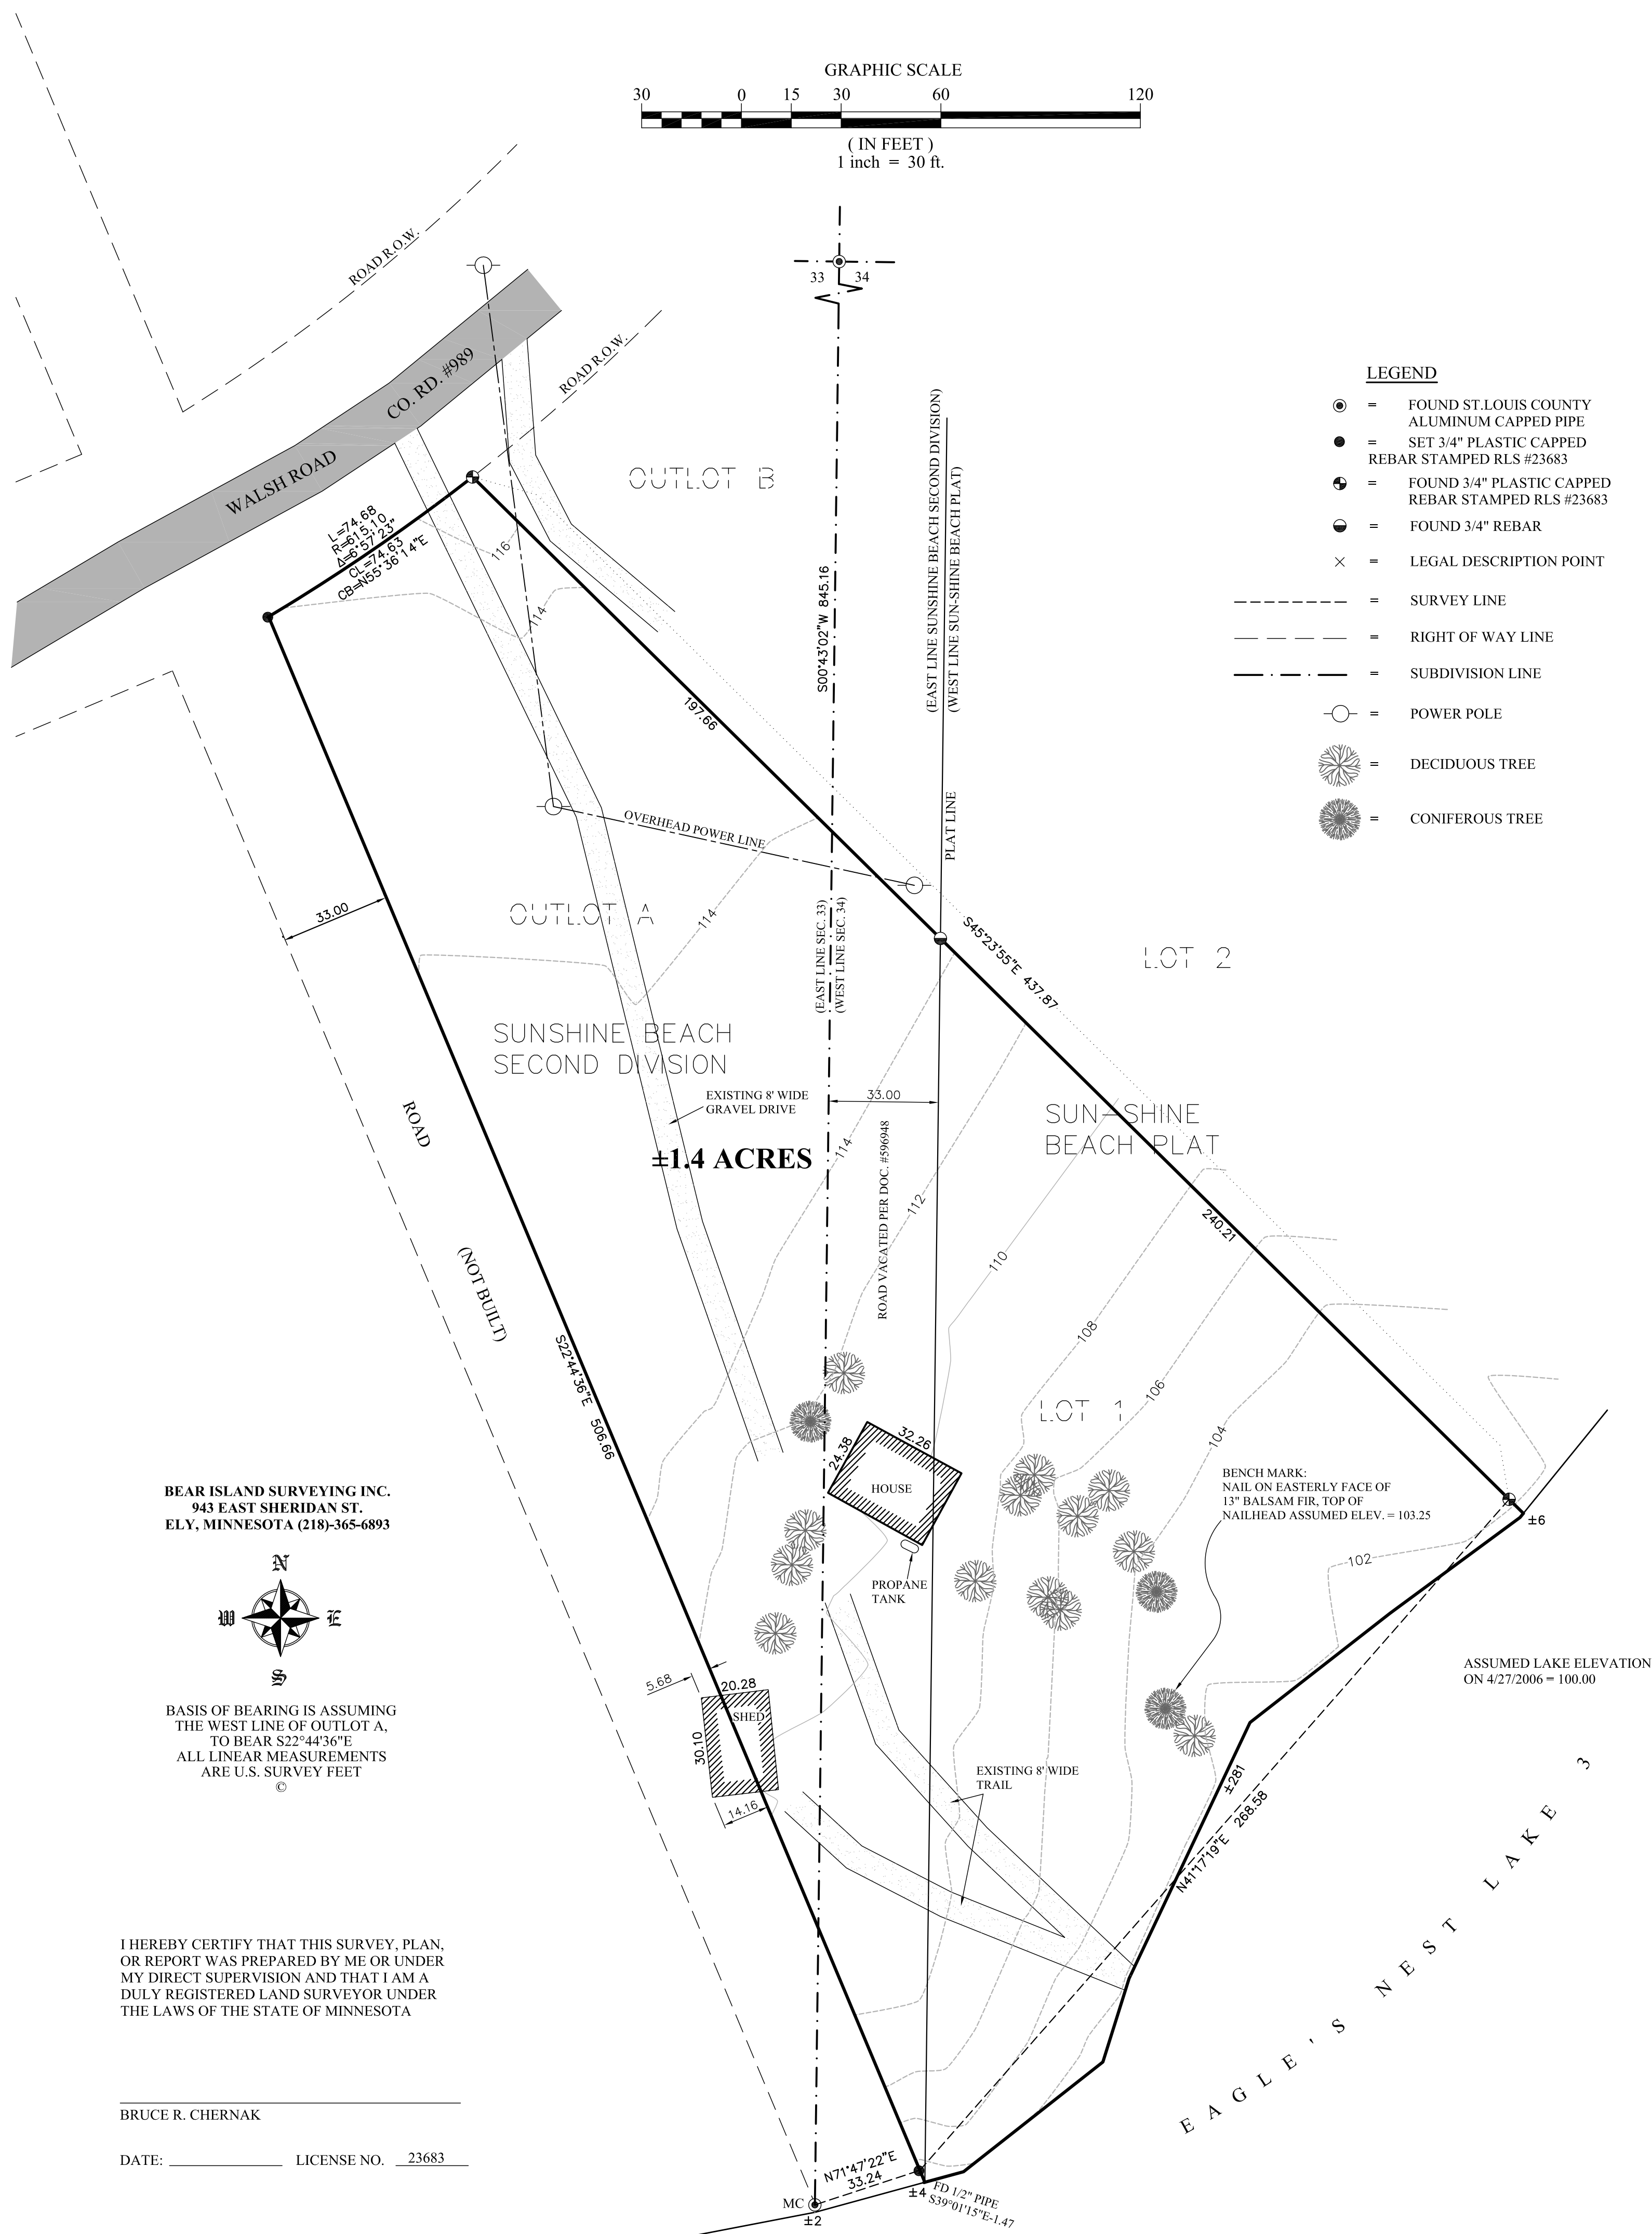 GRAPHIC SCALE
30 0 15 30 60 120
( IN FEET )
1 inch = 30 ft.
ROAD R.O.W.
33 34
ROAD R.O.W.
CO. RD. #989
WALSH ROAD
L=74.68
R=615.10
Δ=6°57'23"
CL=74.63
CB=N55°36'14"E
116
114
OUTLOT B
S00°43'02"W 845.16
(EAST LINE SUNSHINE BEACH SECOND DIVISION)
(WEST LINE SUN-SHINE BEACH PLAT)
LEGEND
= FOUND ST.LOUIS COUNTY
ALUMINUM CAPPED PIPE
= SET 3/4" PLASTIC CAPPED
REBAR STAMPED RLS #23683
= FOUND 3/4" PLASTIC CAPPED
REBAR STAMPED RLS #23683
= FOUND 3/4" REBAR
= LEGAL DESCRIPTION POINT
= SURVEY LINE
= RIGHT OF WAY LINE
= SUBDIVISION LINE
= POWER POLE
= DECIDUOUS TREE
= CONIFEROUS TREE
197.66
PLAT LINE
OVERHEAD POWER LINE
33.00
OUTLOT A
114
(EAST LINE SEC. 33)
(WEST LINE SEC. 34)
S45°23'55"E 437.87
LOT 2
SUNSHINE BEACH
SECOND DIVISION
EXISTING 8' WIDE
GRAVEL DRIVE
33.00
SUN-SHINE
BEACH PLAT
±1.4 ACRES
114
ROAD VACATED PER DOC. #596948
112
110
240.21
ROAD
(NOT BUILT)
S22°44'36"E 506.66
108
106
104
LOT 1
24.38
32.26
HOUSE
BENCH MARK:
NAIL ON EASTERLY FACE OF
13" BALSAM FIR, TOP OF
NAILHEAD ASSUMED ELEV. = 103.25
±6
102
PROPANE
TANK
BEAR ISLAND SURVEYING INC.
943 EAST SHERIDAN ST.
ELY, MINNESOTA (218)-365-6893
N
W E
S
BASIS OF BEARING IS ASSUMING
THE WEST LINE OF OUTLOT A,
TO BEAR S22°44'36"E
ALL LINEAR MEASUREMENTS
ARE U.S. SURVEY FEET
©
5.68
20.28
SHED
30.10
14.16
ASSUMED LAKE ELEVATION
ON 4/27/2006 = 100.00
EXISTING 8' WIDE
TRAIL
±281
N41°17'19"E 268.58
EAGLE'S NEST LAKE 3
I HEREBY CERTIFY THAT THIS SURVEY, PLAN,
OR REPORT WAS PREPARED BY ME OR UNDER
MY DIRECT SUPERVISION AND THAT I AM A
DULY REGISTERED LAND SURVEYOR UNDER
THE LAWS OF THE STATE OF MINNESOTA
BRUCE R. CHERNAK
DATE: LICENSE NO. 23683
N71°47'22"E
33.24
MC
±2
±4
FD 1/2" PIPE
S39°01'15"E-1.47